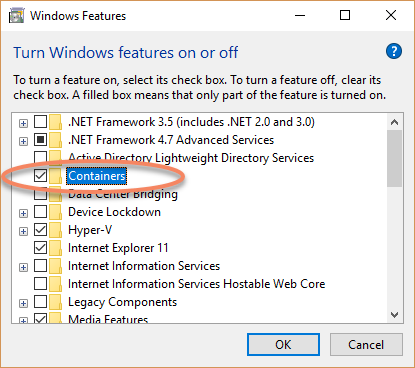 Windows Features
Turn Windows features on or off
?
To turn a feature on, select its check box. To turn a feature off, clear its
check box. A filled box means that only part of the feature is turned on.
.NET Framework 3.5 (includes .NET 2.0 and 3.0)
.NET Framework 4.7 Advanced Services
Active Directory Lightweight Directory Services
Containers
Data Center Bridging
Device Lockdown
Hyper-V
Internet Explorer 11
Internet Information Services
Internet Information Services Hostable Web Core
Legacy Components
Media Features
OK
Cancel